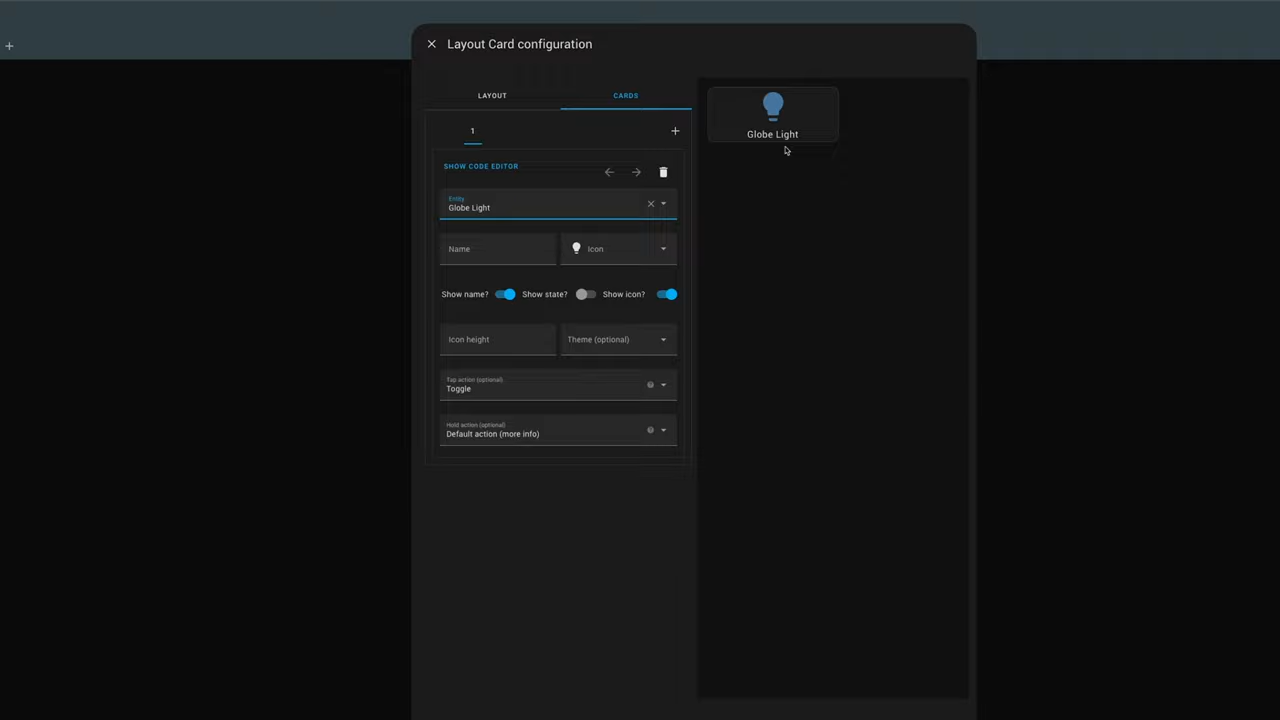 Layout Card configuration
LAYOUT
CARDS
1
SHOW CODE EDITOR
Entity
Globe Light
Name
Icon
Show name?
Show state?
Show icon?
Icon height
Theme (optional)
Tap action (optional)
Toggle
Hold action (optional)
Default action (more info)
Globe Light